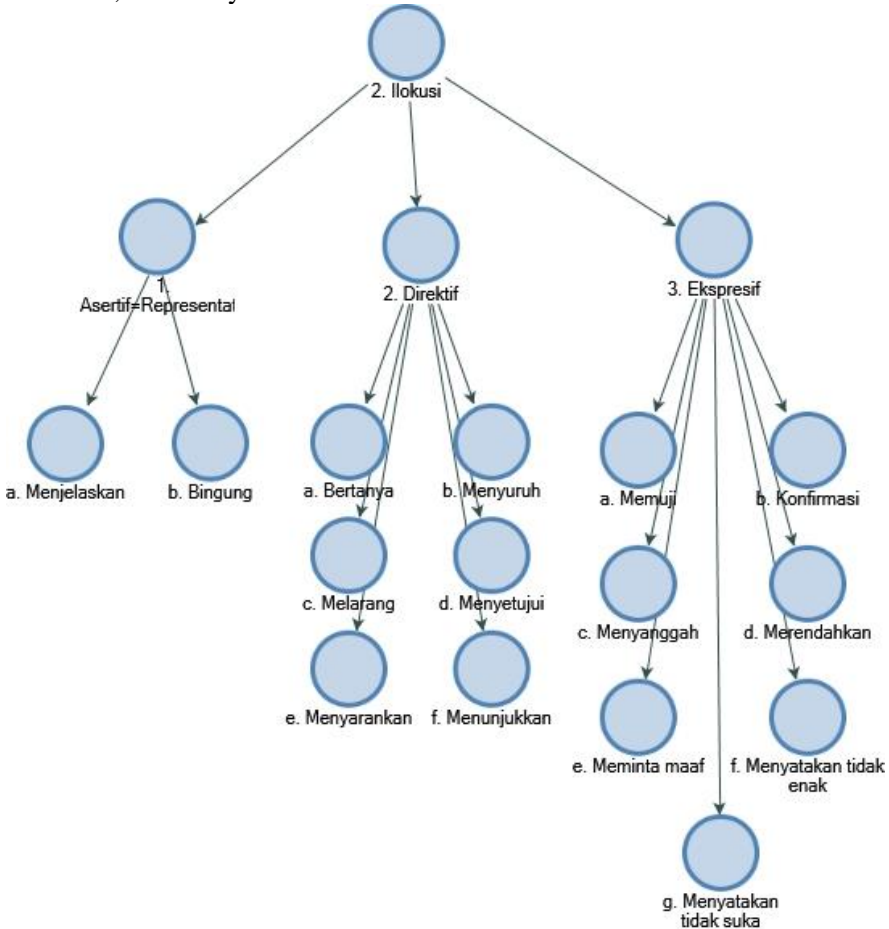 2. Ilokusi
1
Asertif=Representat
2. Direktif
3. Ekspresif
a. Menjelaskan
b. Bingung
a. Bertanya
b. Menyuruh
c. Melarang
d. Menyetujui
e. Menyarankan
f. Menunjukkan
a. Memuji
b. Konfirmasi
c. Menyanggah
d. Merendahkan
e. Meminta maaf
f. Menyatakan tidak
enak
g. Menyatakan
tidak suka